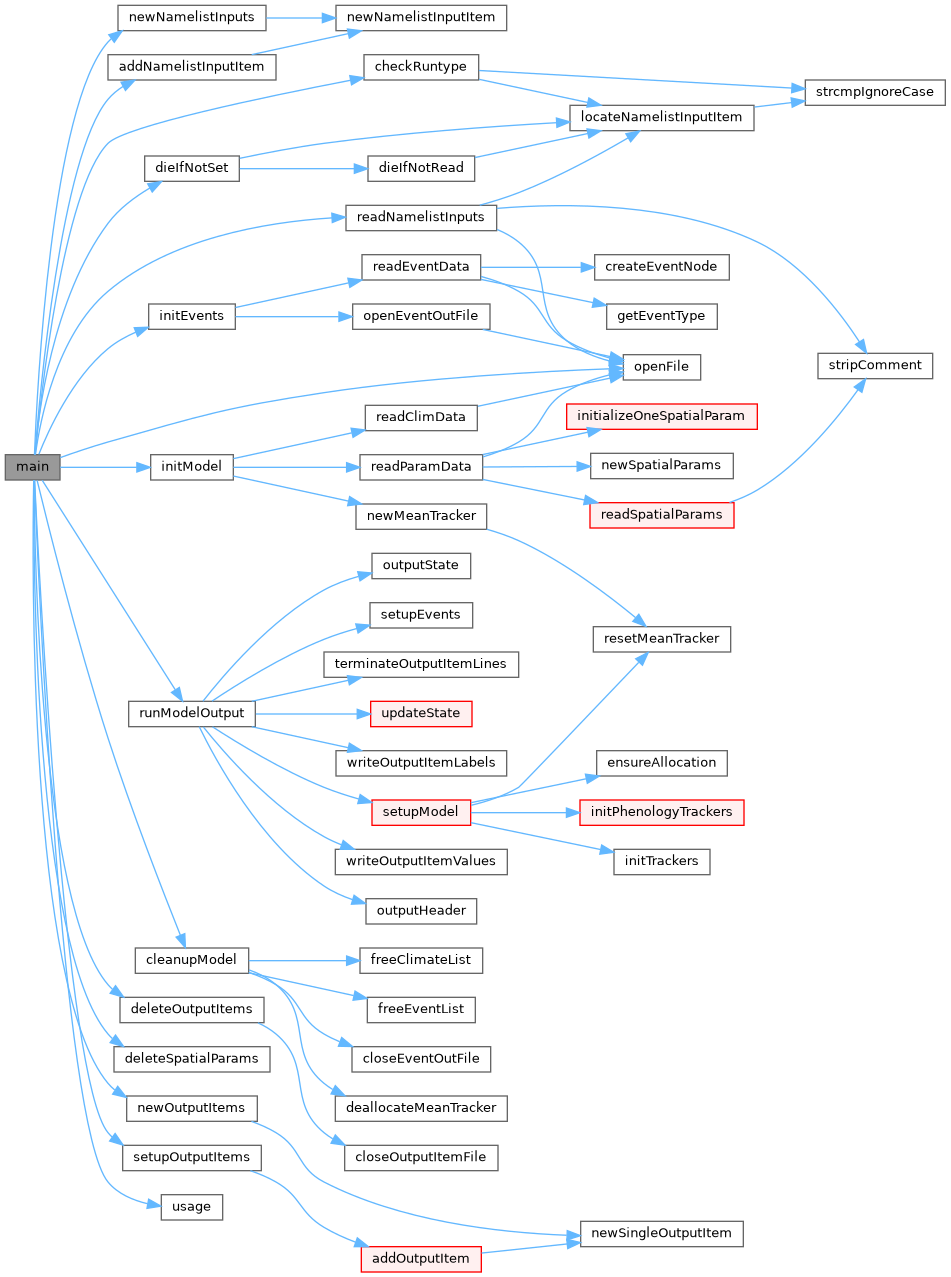 newNamelistInputs
newNamelistInputItem
addNamelistInputItem
checkRuntype
strcmpIgnoreCase
locateNamelistInputItem
dieIfNotSet
dieIfNotRead
readNamelistInputs
readEventData
createEventNode
initEvents
openEventOutFile
getEventType
openFile
stripComment
readClimData
initializeOneSpatialParam
main
initModel
readParamData
newSpatialParams
newMeanTracker
readSpatialParams
outputState
setupEvents
resetMeanTracker
terminateOutputItemLines
runModelOutput
updateState
writeOutputItemLabels
ensureAllocation
setupModel
initPhenologyTrackers
writeOutputItemValues
initTrackers
outputHeader
cleanupModel
freeClimateList
deleteOutputItems
freeEventList
deleteSpatialParams
closeEventOutFile
newOutputItems
deallocateMeanTracker
setupOutputItems
closeOutputItemFile
usage
newSingleOutputItem
addOutputItem